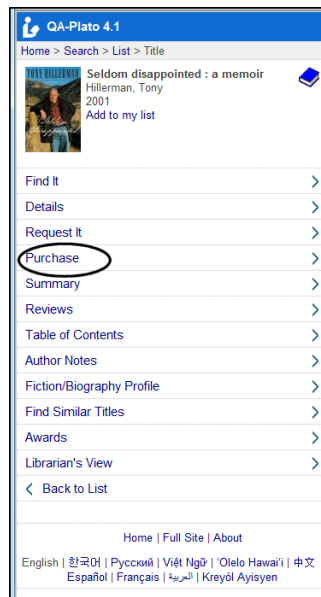 QA-Plato 4.1
Home > Search > List > Title
TONY HILLERMAN
Seldom disappointed
Seldom disappointed : a memoir
Hillerman, Tony
2001
Add to my list
Find It
Details
Request It
Purchase
Summary
Reviews
Table of Contents
Author Notes
Fiction/Biography Profile
Find Similar Titles
Awards
Librarian's View
Back to List
Home | Full Site | About
English | 한국어 | Русский | Việt Ngữ | 'Olelo Hawai'i | 中文
Español | Français | العربية | Kreyòl Ayisyen